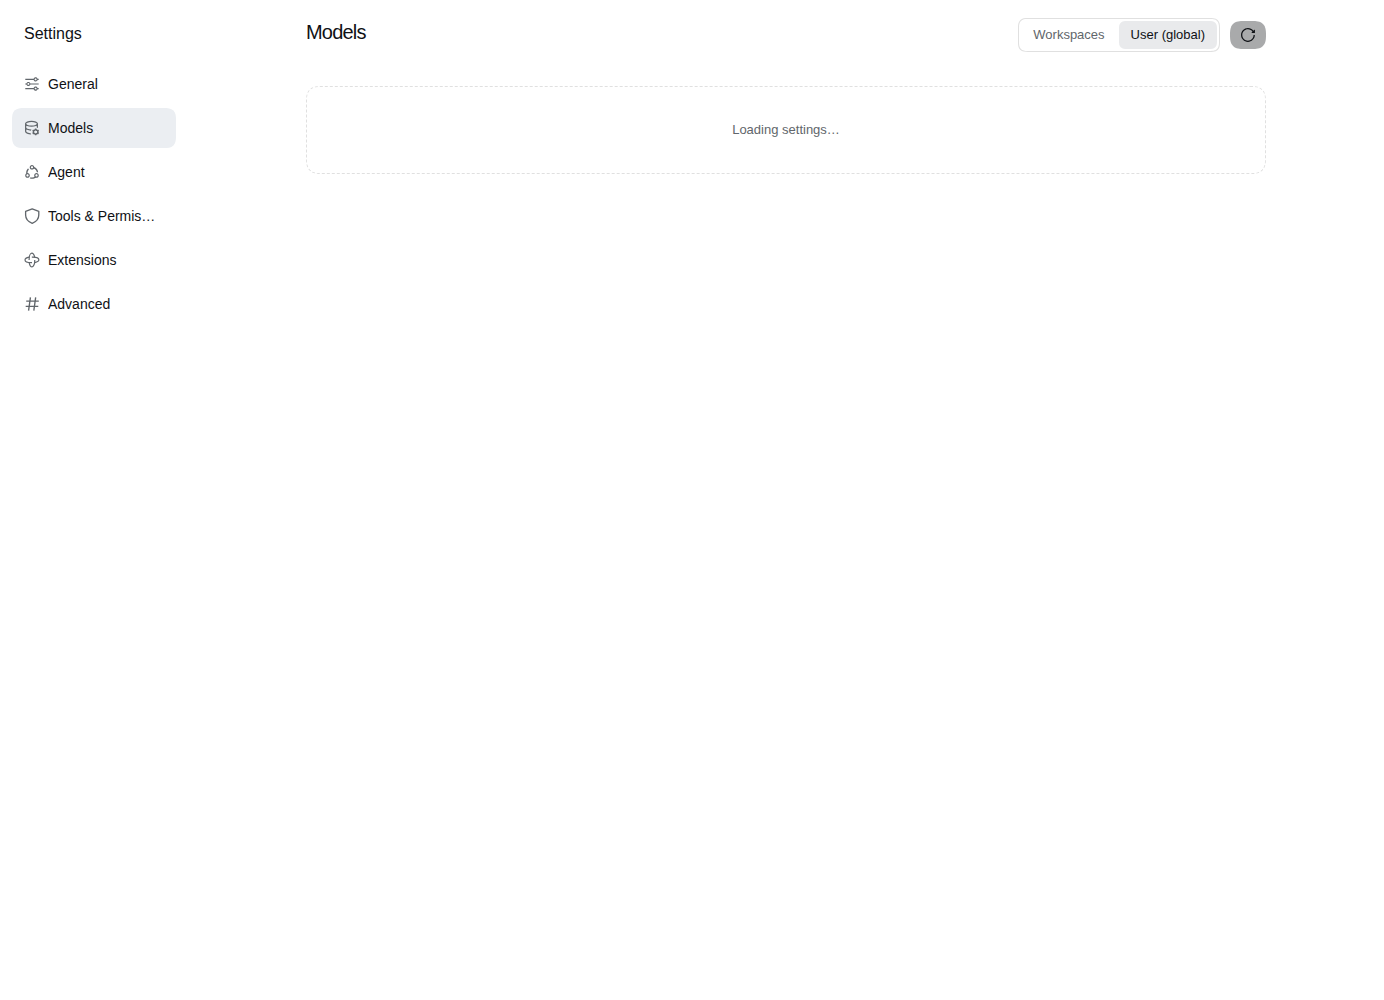 Settings
General
Models
Agent
Tools & Permis…
Extensions
Advanced
Models
Workspaces
User (global)
Loading settings…